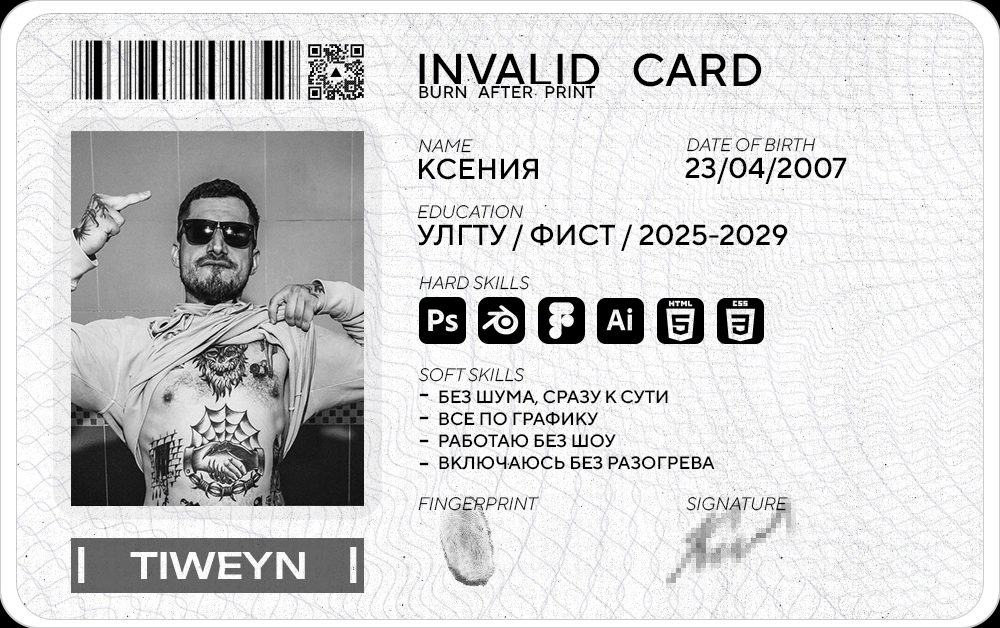 INVALID CARD
BURN AFTER PRINT
NAME
КСЕНИЯ
DATE OF BIRTH
23/04/2007
EDUCATION
УЛГТУ / ФИСТ / 2025-2029
HARD SKILLS
Ps
Ai
HTML
5
CSS
3
SOFT SKILLS
- БЕЗ ШУМА, СРАЗУ К СУТИ
- ВСЕ ПО ГРАФИКУ
- РАБОТАЮ БЕЗ ШОУ
- ВКЛЮЧАЮСЬ БЕЗ РАЗОГРЕВА
FINGERPRINT
SIGNATURE
| TIWEYN |